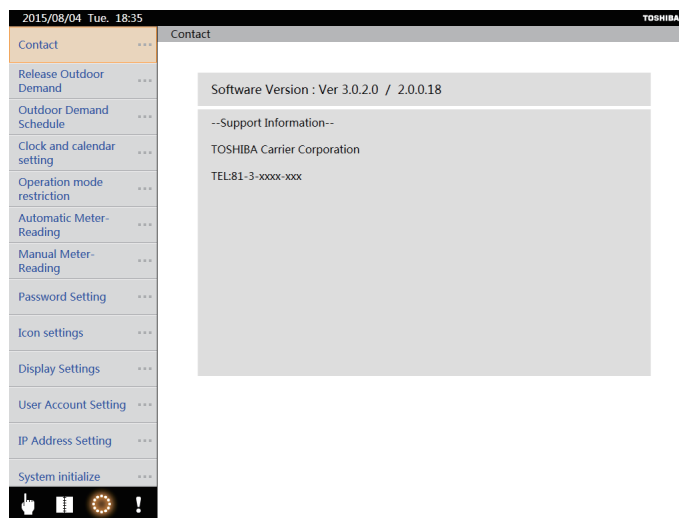 2015/08/04 Tue. 18:35
TOSHIBA
Contact
Contact
Release Outdoor
Demand
Outdoor Demand
Schedule
Clock and calendar
setting
Operation mode
restriction
Automatic Meter-
Reading
Manual Meter-
Reading
Password Setting
Icon settings
Display Settings
User Account Setting
IP Address Setting
System initialize
Software Version : Ver 3.0.2.0 / 2.0.0.18
--Support Information--
TOSHIBA Carrier Corporation
TEL:81-3-xxxx-xxx